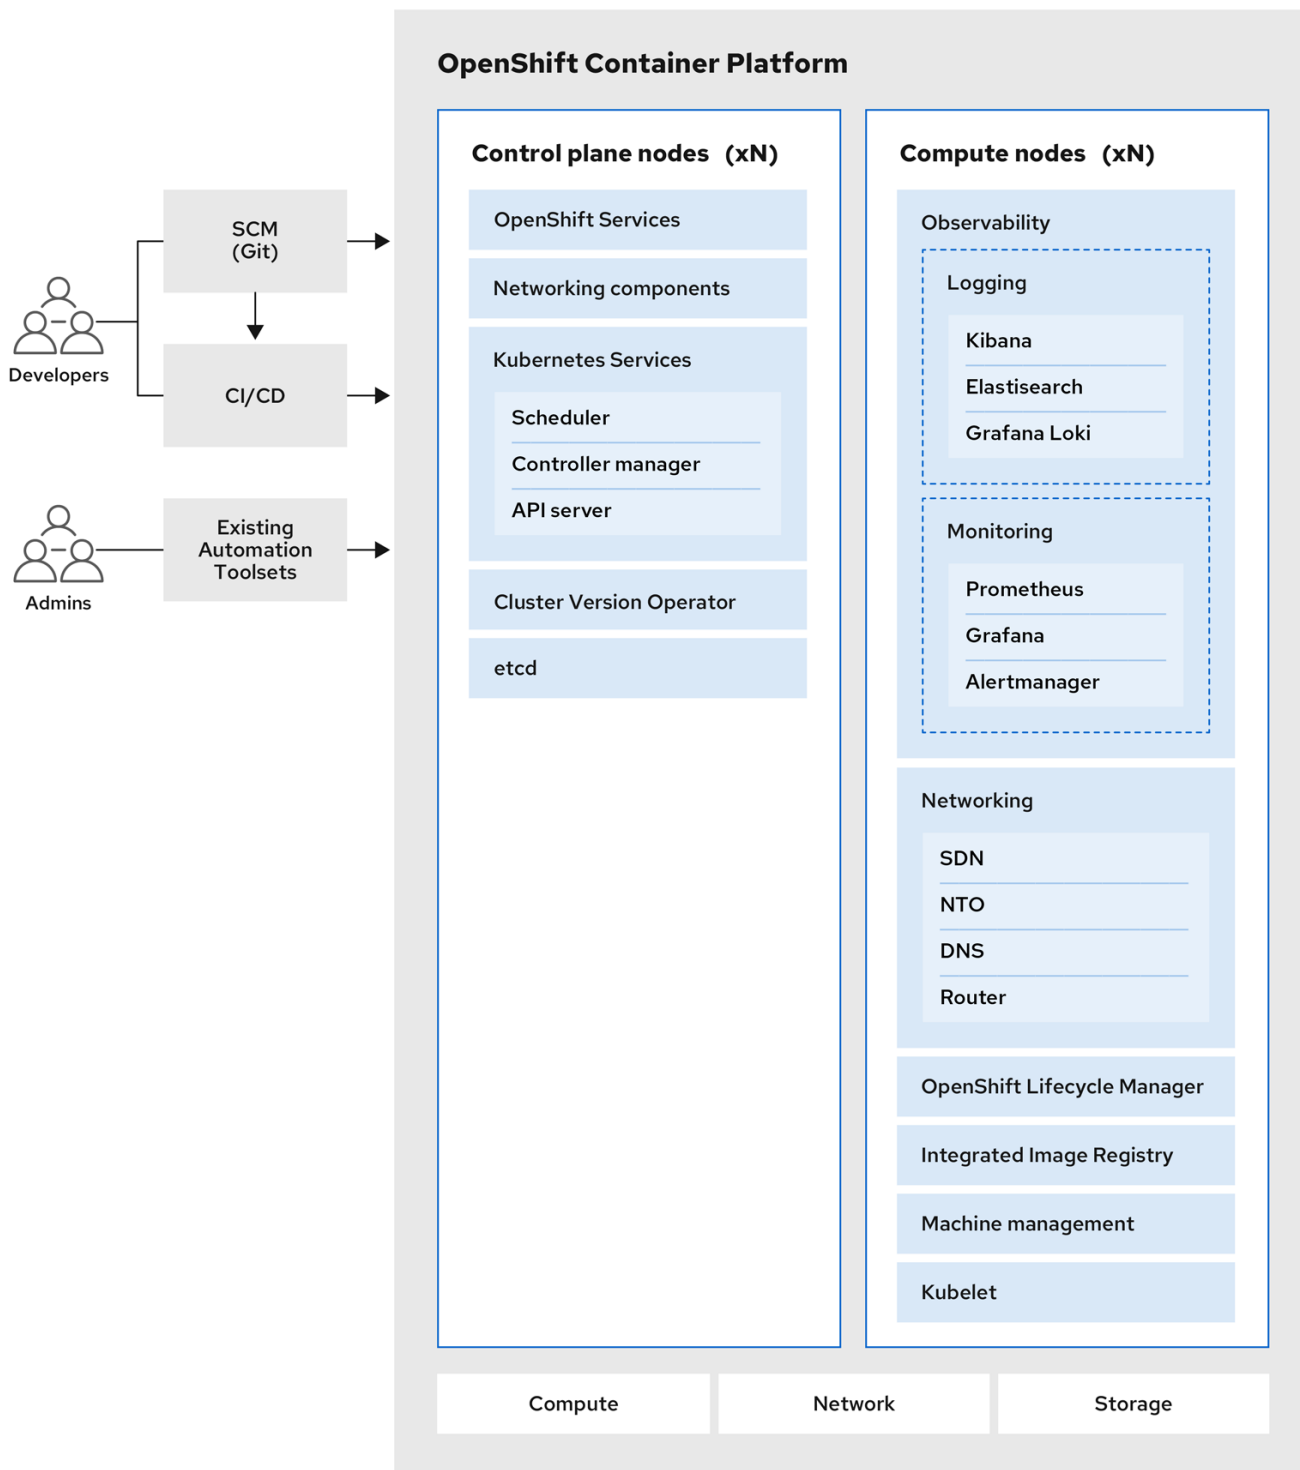 OpenShift Container Platform
Control plane nodes (xN)
OpenShift Services
Networking components
Kubernetes Services
Scheduler
Controller manager
API server
Cluster Version Operator
etcd
Compute nodes (xN)
Observability
Logging
Kibana
Elastisearch
Grafana Loki
Monitoring
Prometheus
Grafana
Alertmanager
Networking
SDN
NTO
DNS
Router
OpenShift Lifecycle Manager
Integrated Image Registry
Machine management
Kubelet
Compute
Network
Storage
SCM
(Git)
Developers
CI/CD
Existing
Automation
Toolsets
Admins